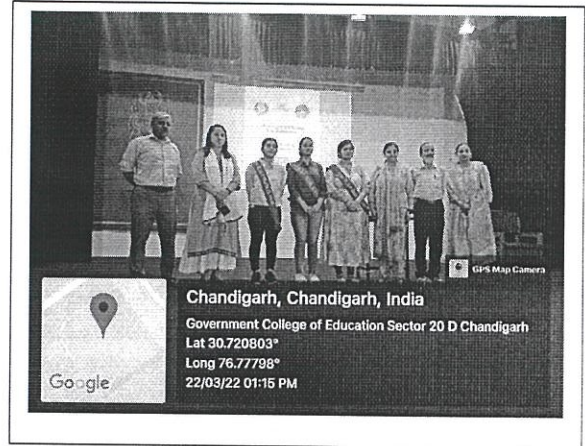 GPS Map Camera
Chandigarh, Chandigarh, India
Government College of Education Sector 20 D Chandigarh
Lat 30.720803°
Long 76.77798°
22/03/22 01:15 PM
Google